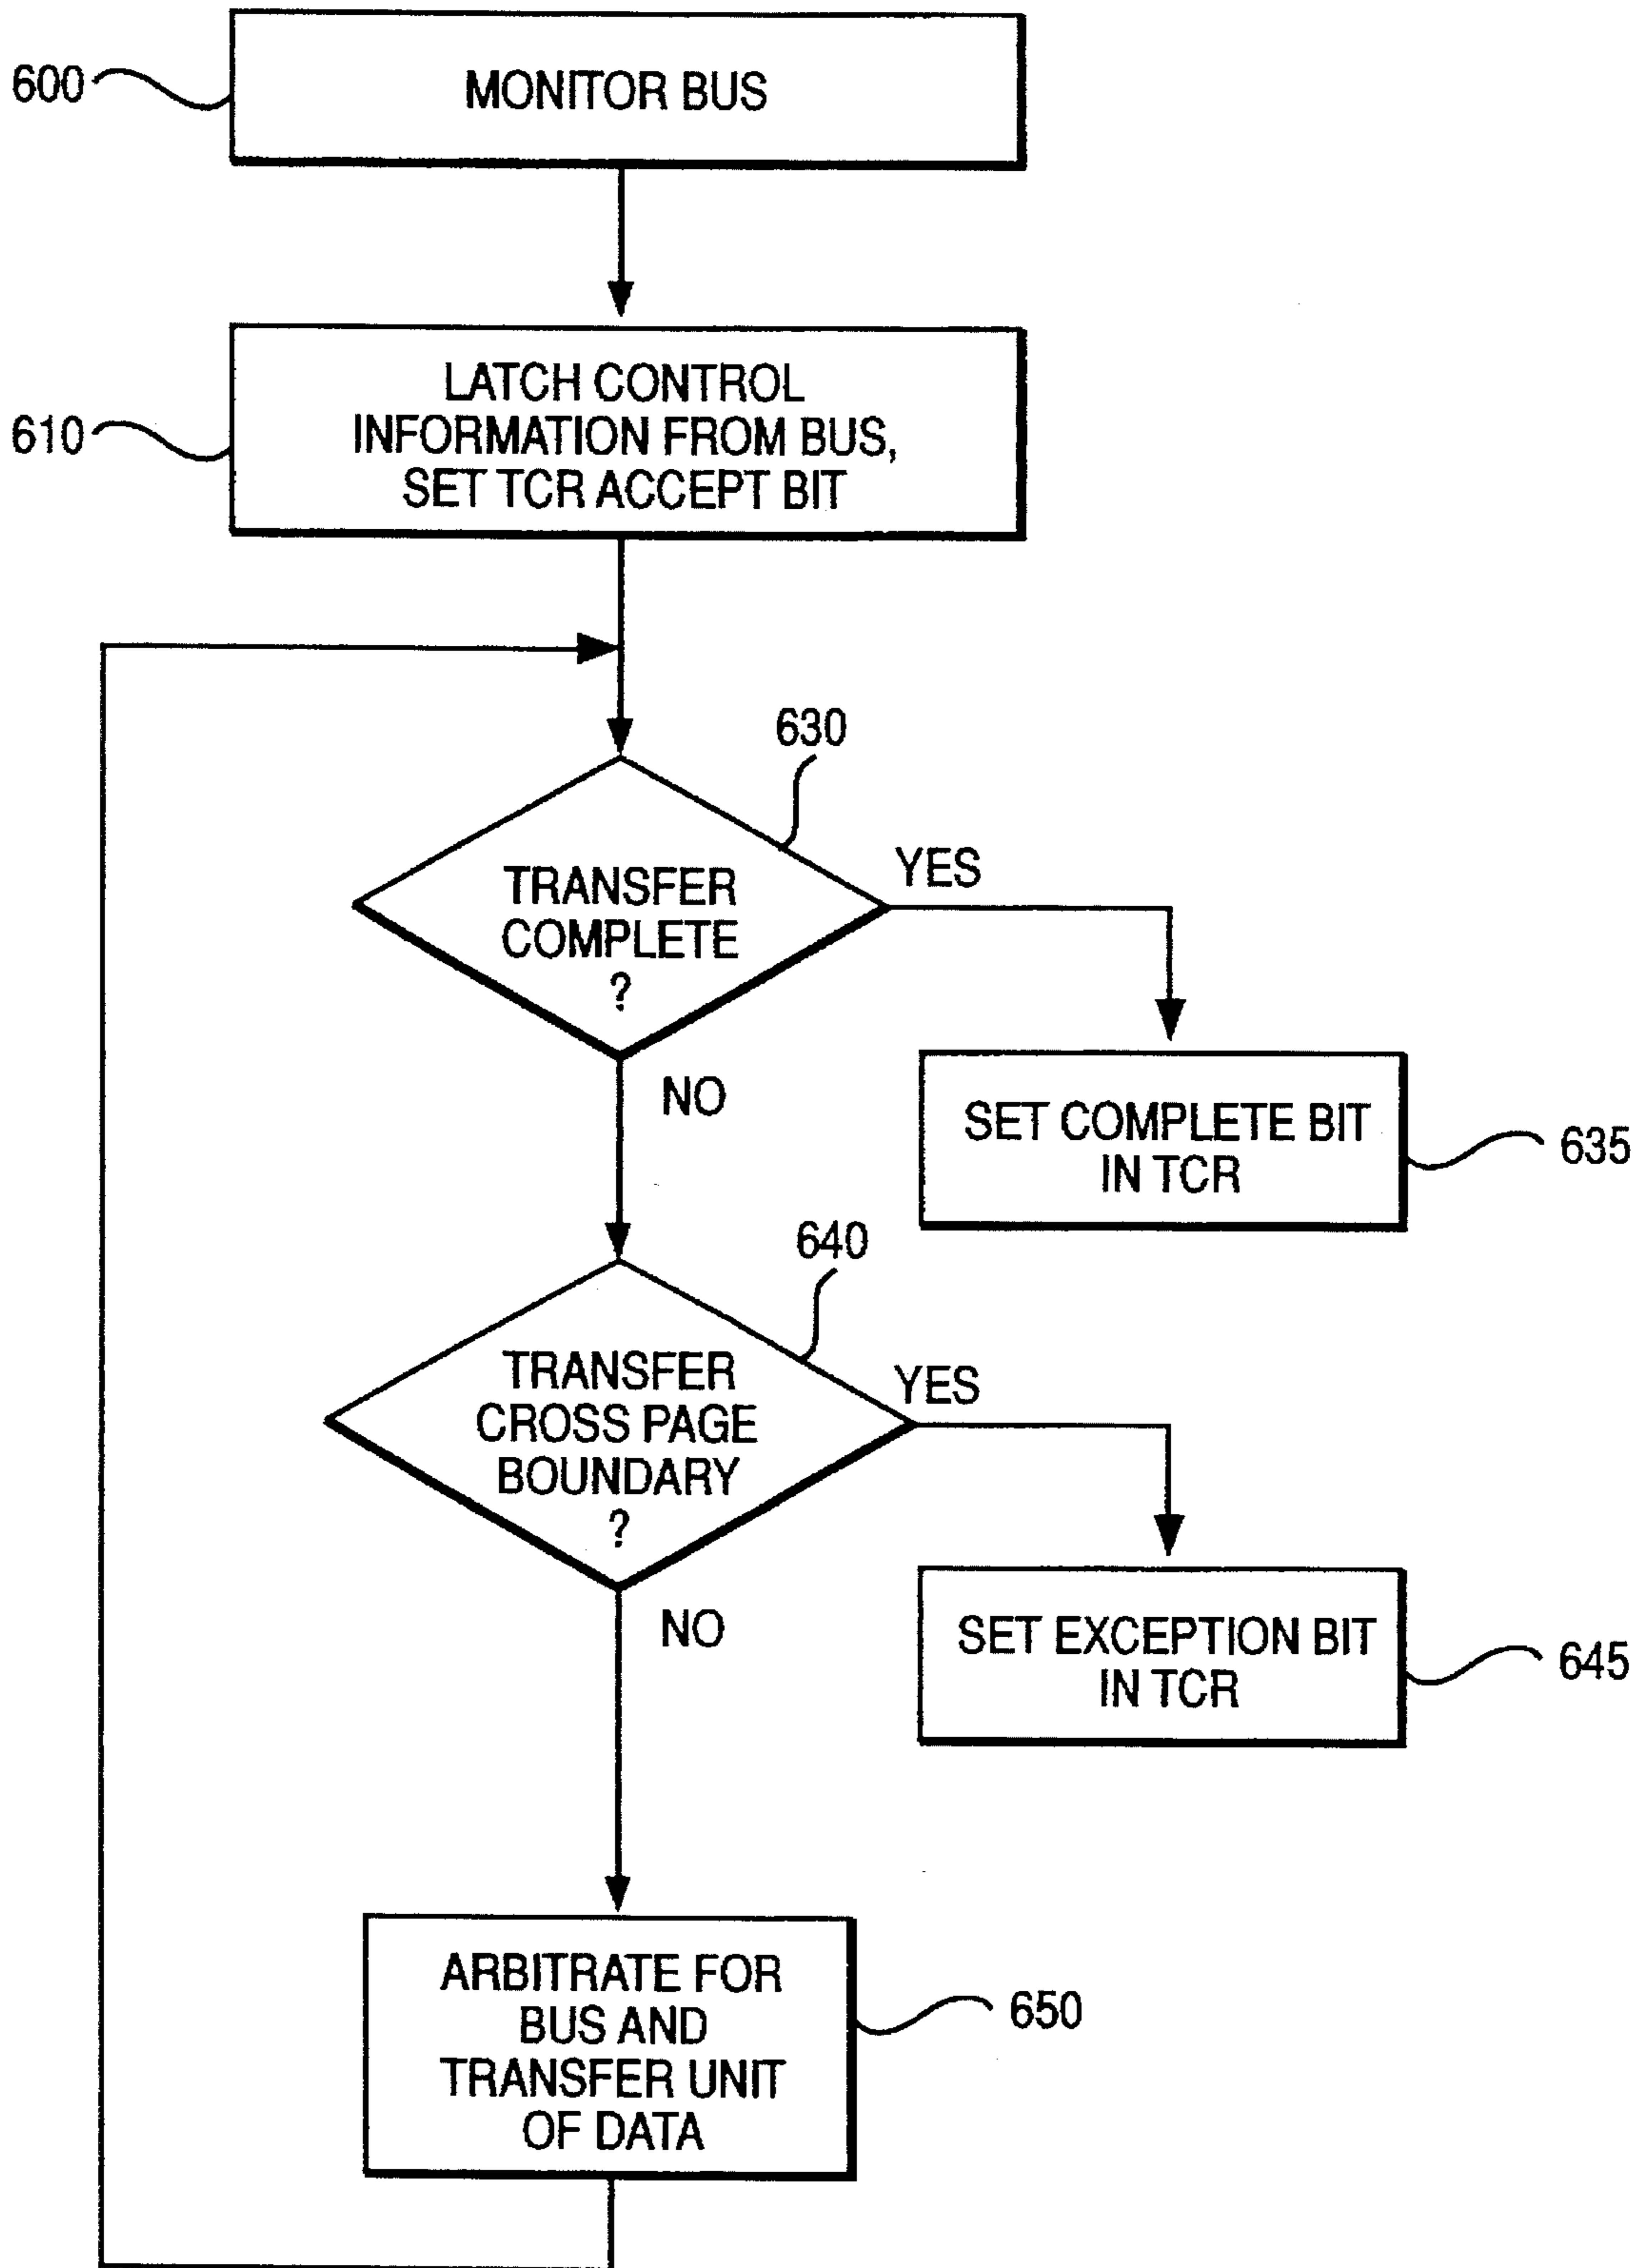 600
MONITOR BUS
610
LATCH CONTROL
INFORMATION FROM BUS,
SET TCR ACCEPT BIT
630
TRANSFER
COMPLETE
?
YES
NO
SET COMPLETE BIT
IN TCR
635
640
TRANSFER
CROSS PAGE
BOUNDARY
?
YES
NO
SET EXCEPTION BIT
IN TCR
645
ARBITRATE FOR
BUS AND
TRANSFER UNIT
OF DATA
650